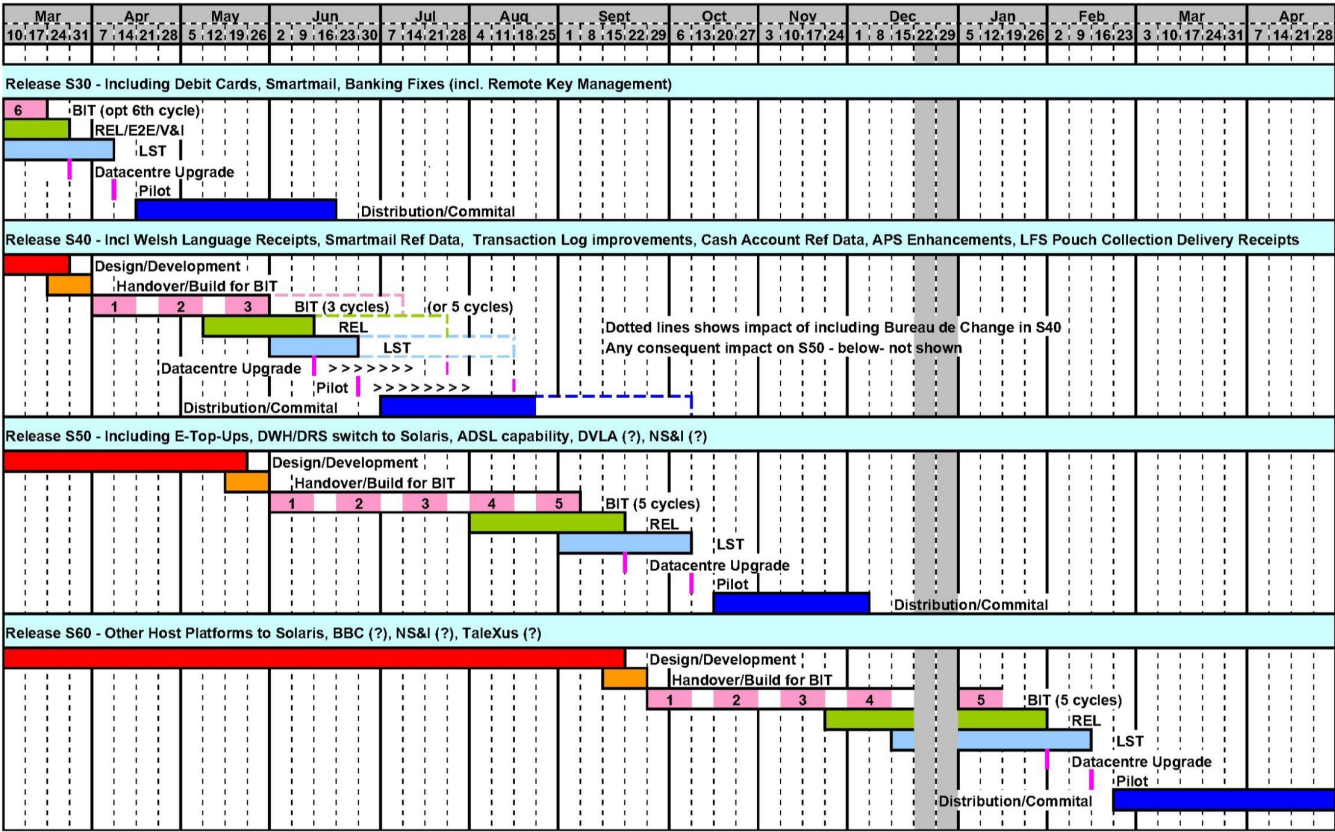 Mar Apr May Jun Jul Aug Sept Oct Nov Dec Jan Feb Mar Apr
10 17 24 31 7 14 21 28 5 12 19 26 2 9 16 23 30 7 14 21 28 4 11 18 25 1 8 15 22 29 6 13 20 27 3 10 17 24 1 8 15 22 29 5 12 19 26 2 9 16 23 3 10 17 24 31 7 14 21 28
Release S30 - Including Debit Cards, Smartmail, Banking Fixes (incl. Remote Key Management)
6 BIT (opt 6th cycle)
REL/E2E/V&I
LST
Datacentre Upgrade
Pilot
Distribution/Commital
Release S40 - Incl Welsh Language Receipts, Smartmail Ref Data, Transaction Log improvements, Cash Account Ref Data, APS Enhancements, LFS Pouch Collection Delivery Receipts
Design/Development
Handover/Build for BIT
1 2 3 BIT (3 cycles) (or 5 cycles)
REL Dotted lines shows impact of including Bureau de Change in S40
LST Any consequent impact on S50 - below- not shown
Datacentre Upgrade > > > > > > >
Pilot > > > > > > > >
Distribution/Commital
Release S50 - Including E-Top-Ups, DWH/DRS switch to Solaris, ADSL capability, DVLA (?), NS&I (?)
Design/Development
Handover/Build for BIT
1 2 3 4 5 BIT (5 cycles)
REL
LST
Datacentre Upgrade
Pilot
Distribution/Commital
Release S60 - Other Host Platforms to Solaris, BBC (?), NS&I (?), TaleXus (?)
Design/Development
Handover/Build for BIT
1 2 3 4 5 BIT (5 cycles)
REL
LST
Datacentre Upgrade
Pilot
Distribution/Commital